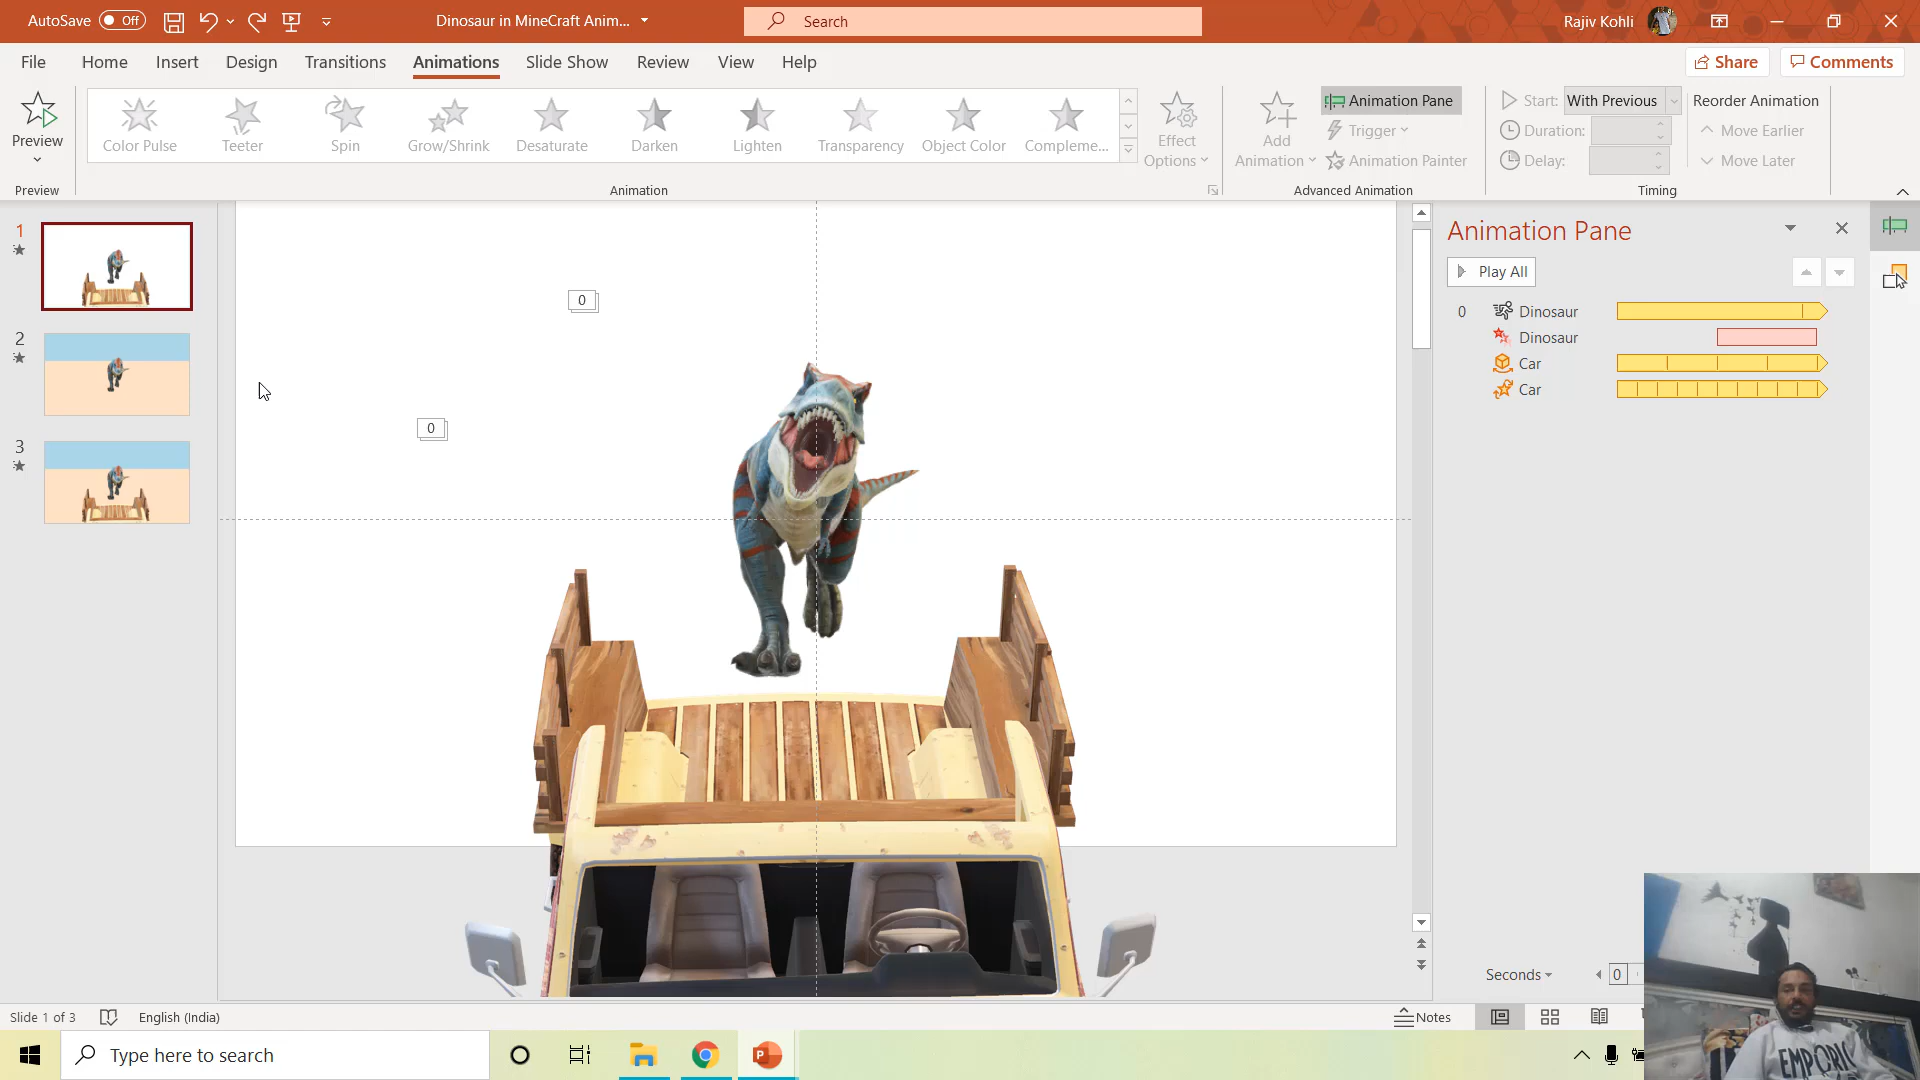 AutoSave Off Dinosaur in MineCraft Anim... Search Rajiv Kohli
File Home Insert Design Transitions Animations Slide Show Review View Help Share Comments
Preview
Color Pulse Teeter Spin Grow/Shrink Desaturate Darken Lighten Transparency Object Color Compleme...
Effect Options
Add Animation
Animation Pane
Trigger
Animation Painter
Start: With Previous
Duration:
Delay:
Reorder Animation
Move Earlier
Move Later
Preview Animation Advanced Animation Timing
1
2
3
0
0
Animation Pane
Play All
0 Dinosaur
Dinosaur
Car
Car
Seconds 0
Slide 1 of 3 English (India) Notes
Type here to search
EMPORIO